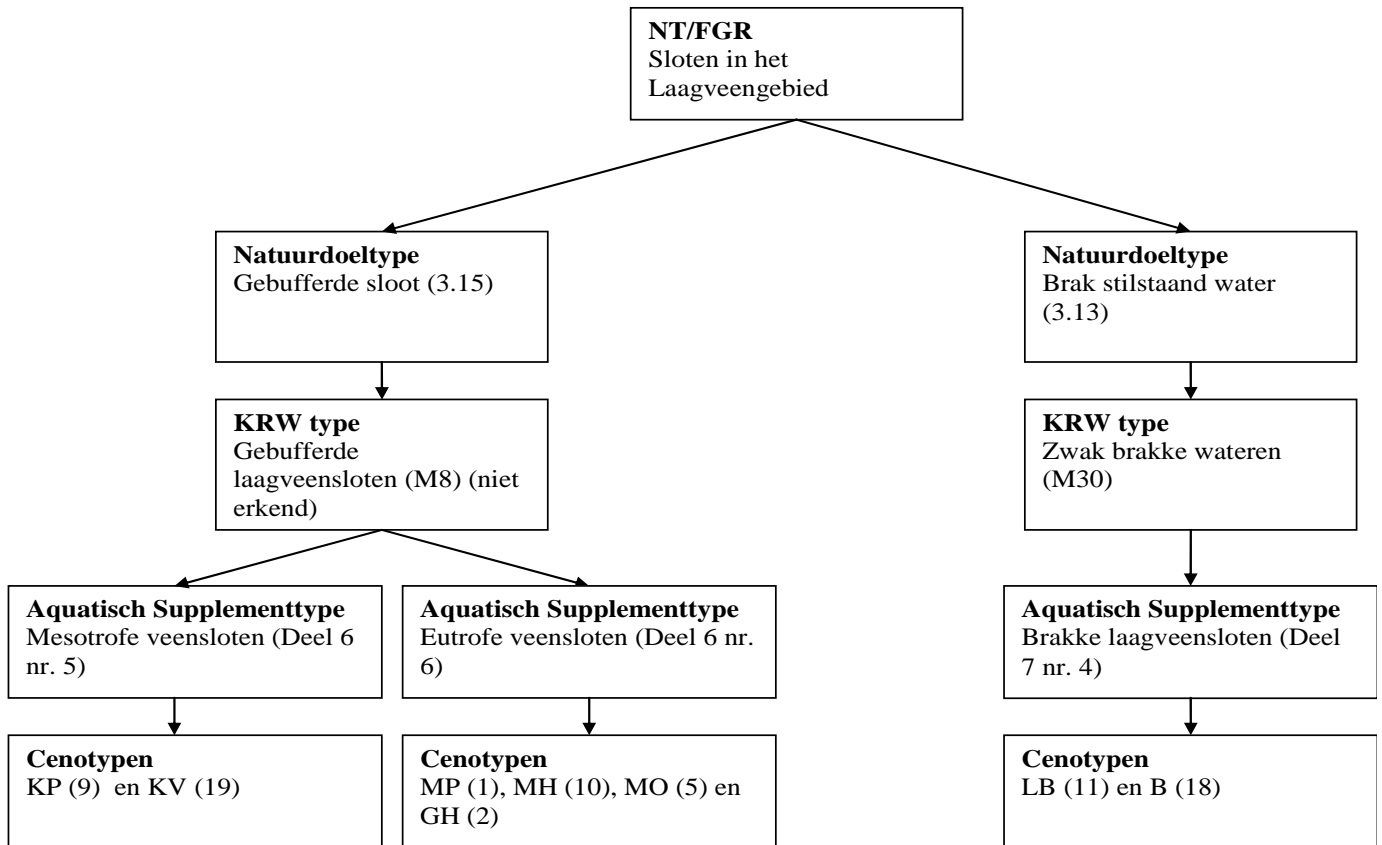 NT/FGR
Sloten in het
Laagveengebied
Natuurdoeltype
Gebufferde sloot (3.15)
Natuurdoeltype
Brak stilstaand water
(3.13)
KRW type
Gebufferde
laagveensloten (M8) (niet
erkend)
KRW type
Zwak brakke wateren
(M30)
Aquatisch Supplementtype
Mesotrofe veensloten (Deel 6
nr. 5)
Aquatisch Supplementtype
Eutrofe veensloten (Deel 6 nr.
6)
Aquatisch Supplementtype
Brakke laagveensloten (Deel
7 nr. 4)
Cenotypen
KP (9) en KV (19)
Cenotypen
MP (1), MH (10), MO (5) en
GH (2)
Cenotypen
LB (11) en B (18)